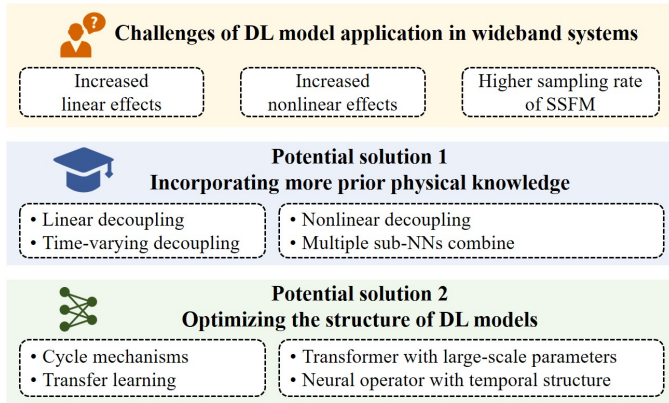 ?
Challenges of DL model application in wideband systems
Increased
linear effects
Increased
nonlinear effects
Higher sampling rate
of SSFM
Potential solution 1
Incorporating more prior physical knowledge
• Linear decoupling
• Time-varying decoupling
• Nonlinear decoupling
• Multiple sub-NNs combine
Potential solution 2
Optimizing the structure of DL models
• Cycle mechanisms
• Transfer learning
• Transformer with large-scale parameters
• Neural operator with temporal structure